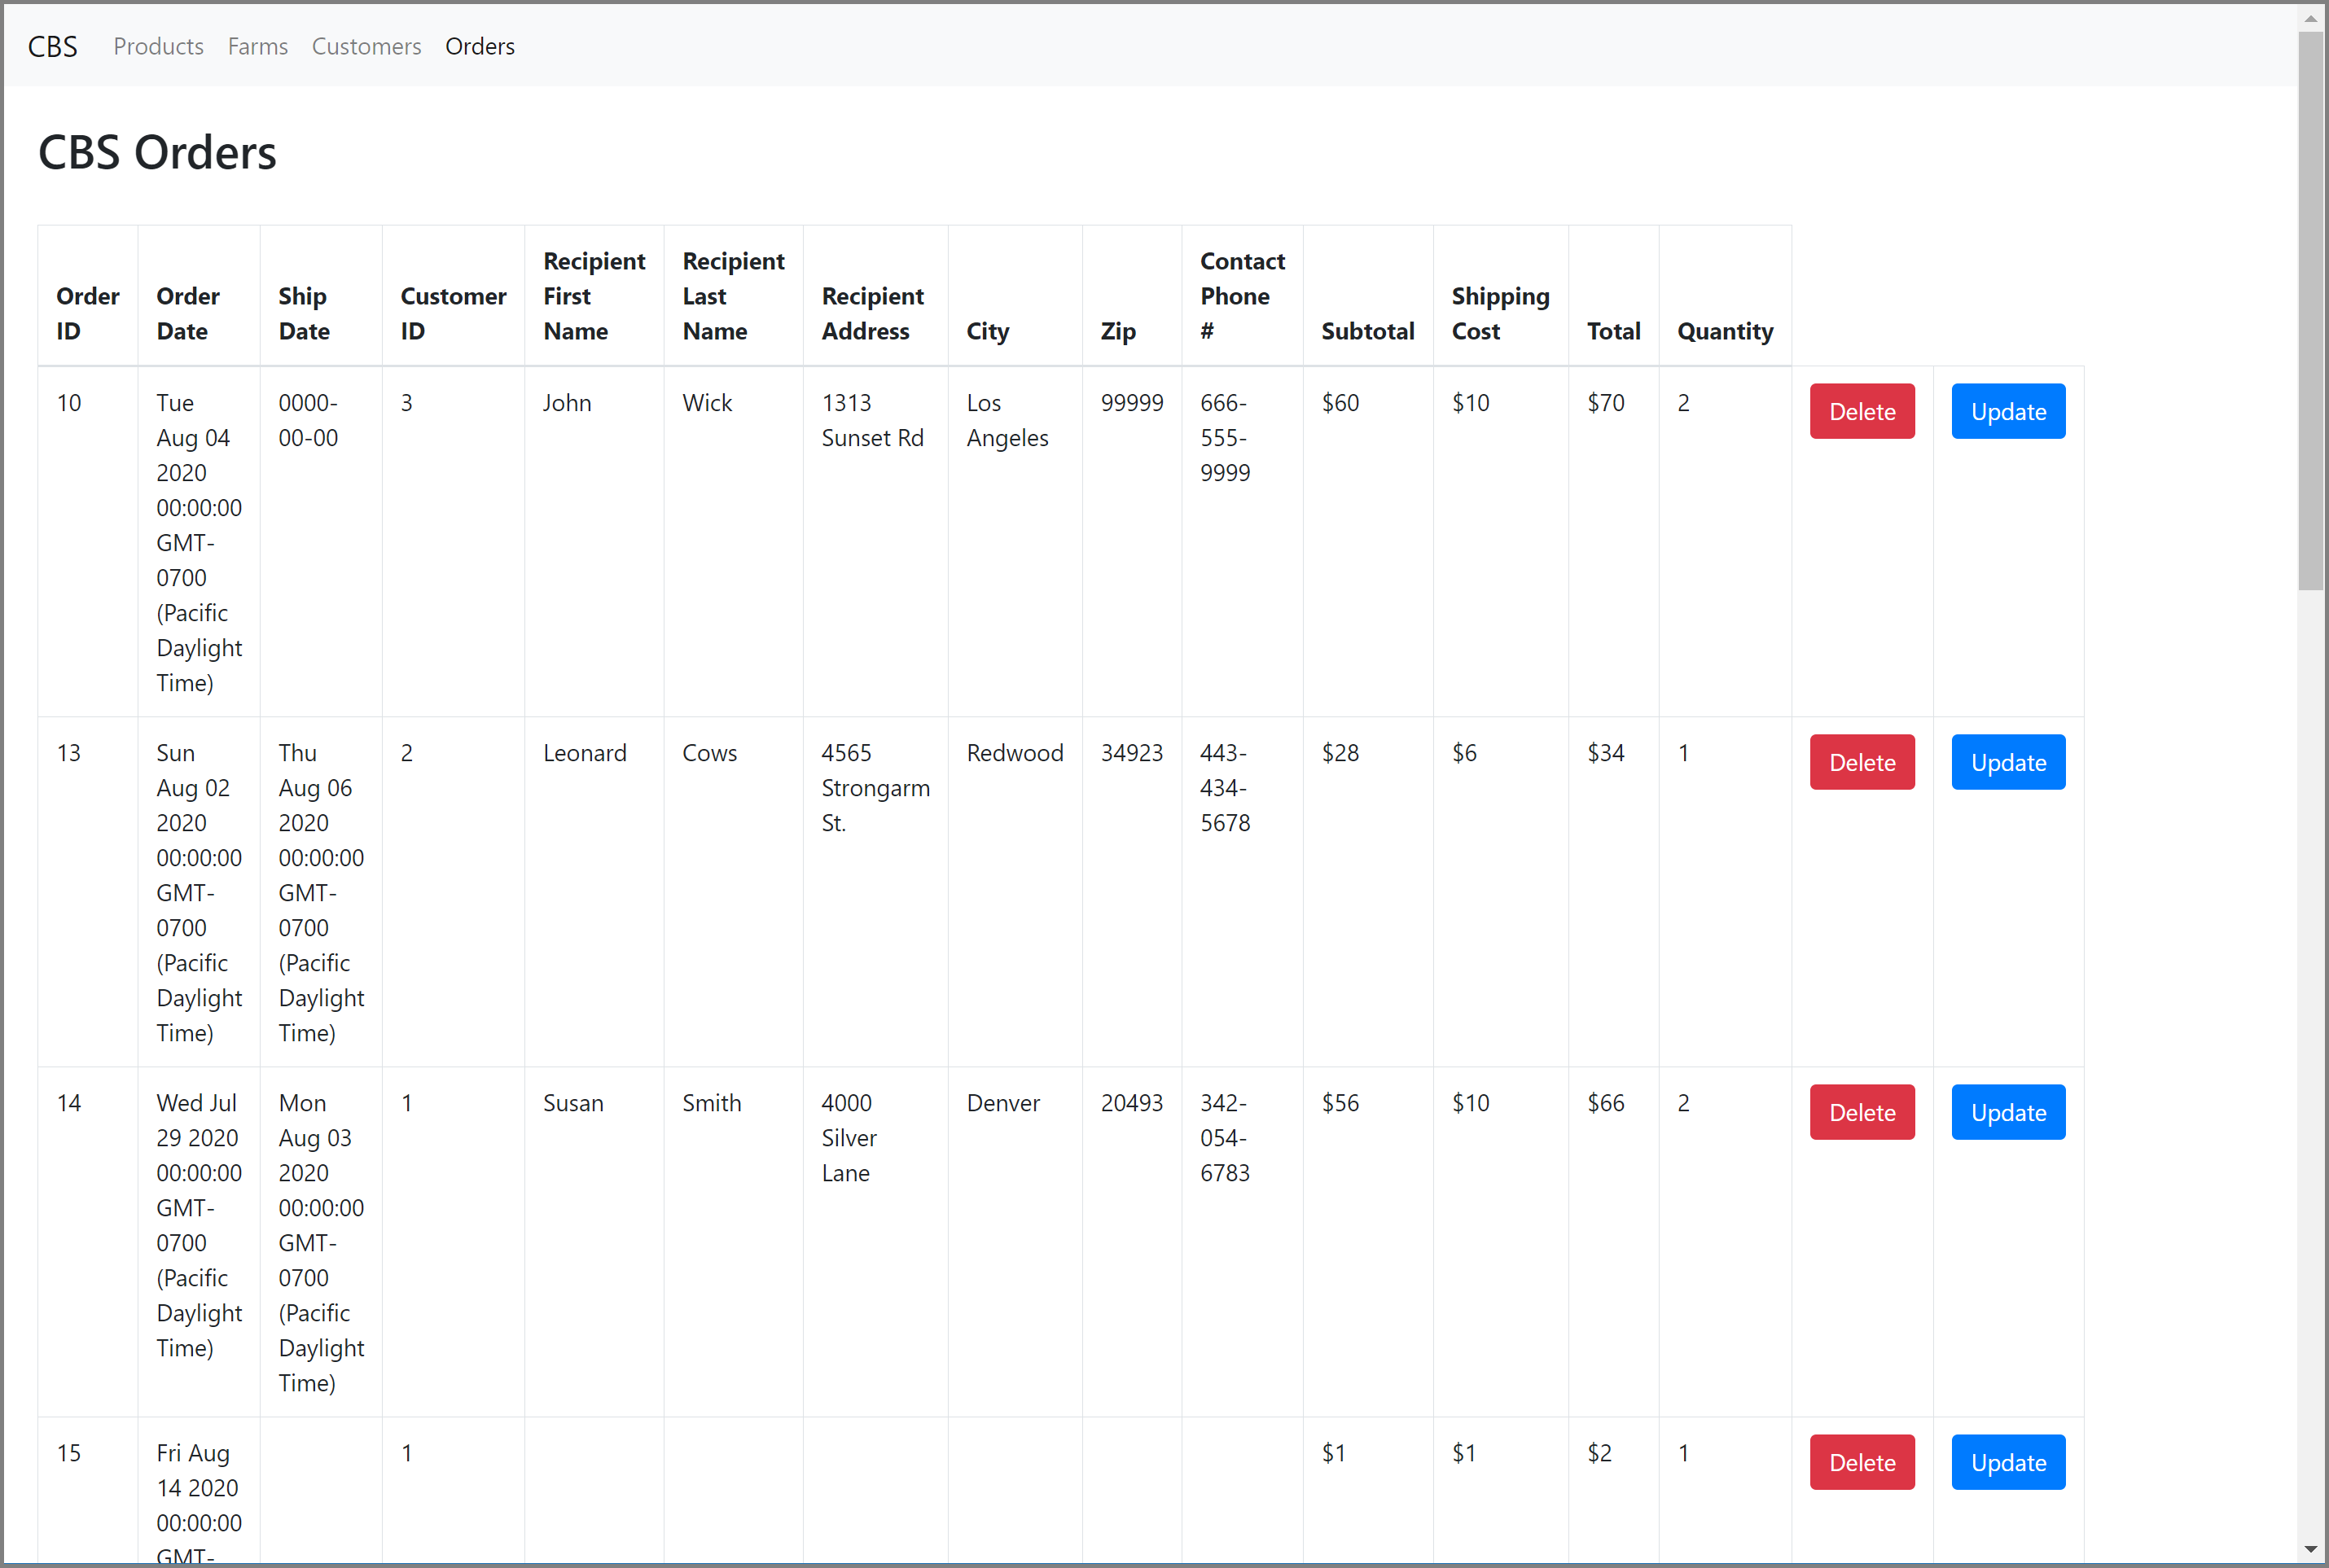 CBS Products Farms Customers Orders
CBS Orders
Order ID
Order Date
Ship Date
Customer ID
Recipient First Name
Recipient Last Name
Recipient Address
City
Zip
Contact Phone #
Subtotal
Shipping Cost
Total
Quantity
10
Tue
Aug 04
2020
00:00:00
GMT-
0700
(Pacific
Daylight
Time)
0000-
00-00
3
John
Wick
1313
Sunset Rd
Los
Angeles
99999
666-
555-
9999
$60
$10
$70
2
Delete
Update
13
Sun
Aug 02
2020
00:00:00
GMT-
0700
(Pacific
Daylight
Time)
Thu
Aug 06
2020
00:00:00
GMT-
0700
(Pacific
Daylight
Time)
2
Leonard
Cows
4565
Strongarm
St.
Redwood
34923
443-
434-
5678
$28
$6
$34
1
Delete
Update
14
Wed Jul
29 2020
00:00:00
GMT-
0700
(Pacific
Daylight
Time)
Mon
Aug 03
2020
00:00:00
GMT-
0700
(Pacific
Daylight
Time)
1
Susan
Smith
4000
Silver
Lane
Denver
20493
342-
054-
6783
$56
$10
$66
2
Delete
Update
15
Fri Aug
14 2020
00:00:00
GMT-
1
$1
$1
$2
1
Delete
Update